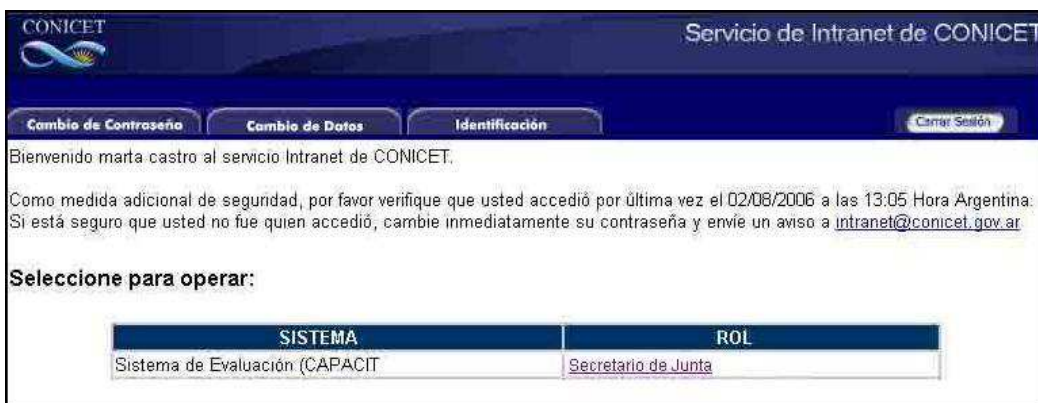 CONICET
Servicio de Intranet de CONICET
Cambio de Contraseña Cambio de Datos Identificación Cerrar Sesión
Bienvenido marta castro al servicio Intranet de CONICET.
Como medida adicional de seguridad, por favor verifique que usted accedió por última vez el 02/08/2006 a las 13:05 Hora Argentina.
Si está seguro que usted no fue quien accedió, cambie inmediatamente su contraseña y envíe un aviso a intranet@conicet.gov.ar
Seleccione para operar:
SISTEMA ROL
Sistema de Evaluación (CAPACIT Secretario de Junta